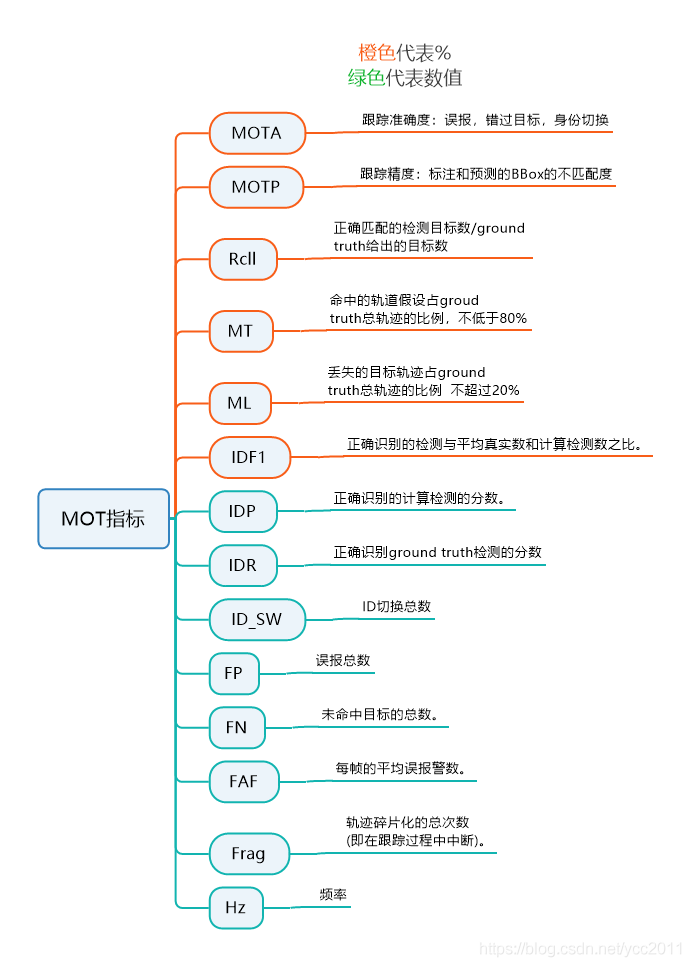 橙色代表%
绿色代表数值
MOTA
跟踪准确度：误报，错过目标，身份切换
MOTP
跟踪精度：标注和预测的BBox的不匹配度
Rcll
正确匹配的检测目标数/ground
truth给出的目标数
MT
命中的轨道假设占groud
truth总轨迹的比例，不低于80%
ML
丢失的目标轨迹占ground
truth总轨迹的比例 不超过20%
IDF1
正确识别的检测与平均真实数和计算检测数之比。
MOT指标
IDP
正确识别的计算检测的分数。
IDR
正确识别ground truth检测的分数
ID_SW
ID切换总数
FP
误报总数
FN
未命中目标的总数。
FAF
每帧的平均误报警数。
Frag
轨迹碎片化的总次数
(即在跟踪过程中中断)。
Hz
频率
https://blog.csdn.net/ycc2011